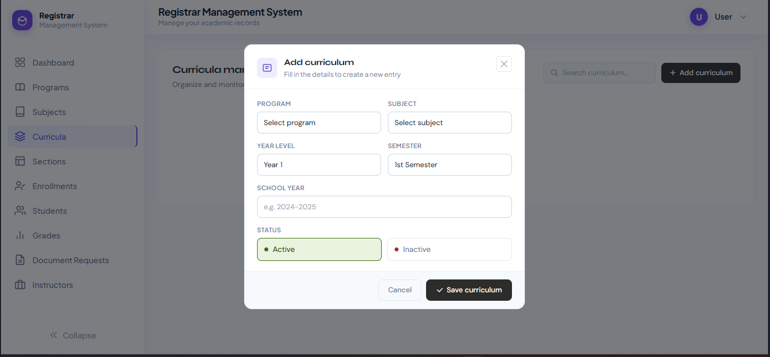 Registrar
Management System
Registrar Management System
Manage your academic records
U
User
Dashboard
Programs
Subjects
Curricula
Sections
Enrollments
Students
Grades
Document Requests
Instructors
Collapse
Organize and monitor
Search curriculum...
+ Add curriculum
Add curriculum
Fill in the details to create a new entry
PROGRAM
SUBJECT
Select program
Select subject
YEAR LEVEL
SEMESTER
Year 1
1st Semester
SCHOOL YEAR
e.g. 2024-2025
STATUS
Active
Inactive
Cancel
Save curriculum